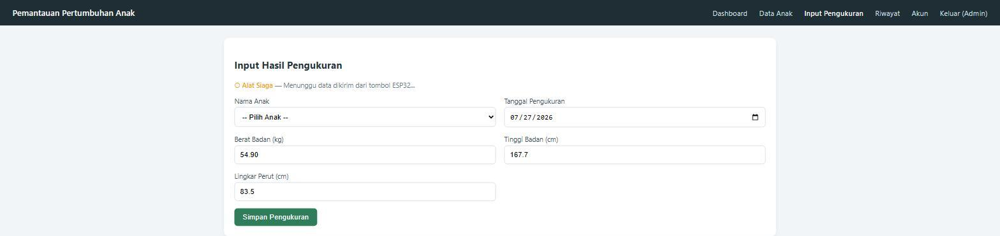 Pemantauan Pertumbuhan Anak
Dashboard Data Anak Input Pengukuran Riwayat Akun Keluar (Admin)
Input Hasil Pengukuran
Alat Siaga — Menunggu data dikirim dari tombol ESP32...
Nama Anak
-- Pilih Anak --
Tanggal Pengukuran
07/27/2026
Berat Badan (kg)
54.90
Tinggi Badan (cm)
167.7
Lingkar Perut (cm)
83.5
Simpan Pengukuran